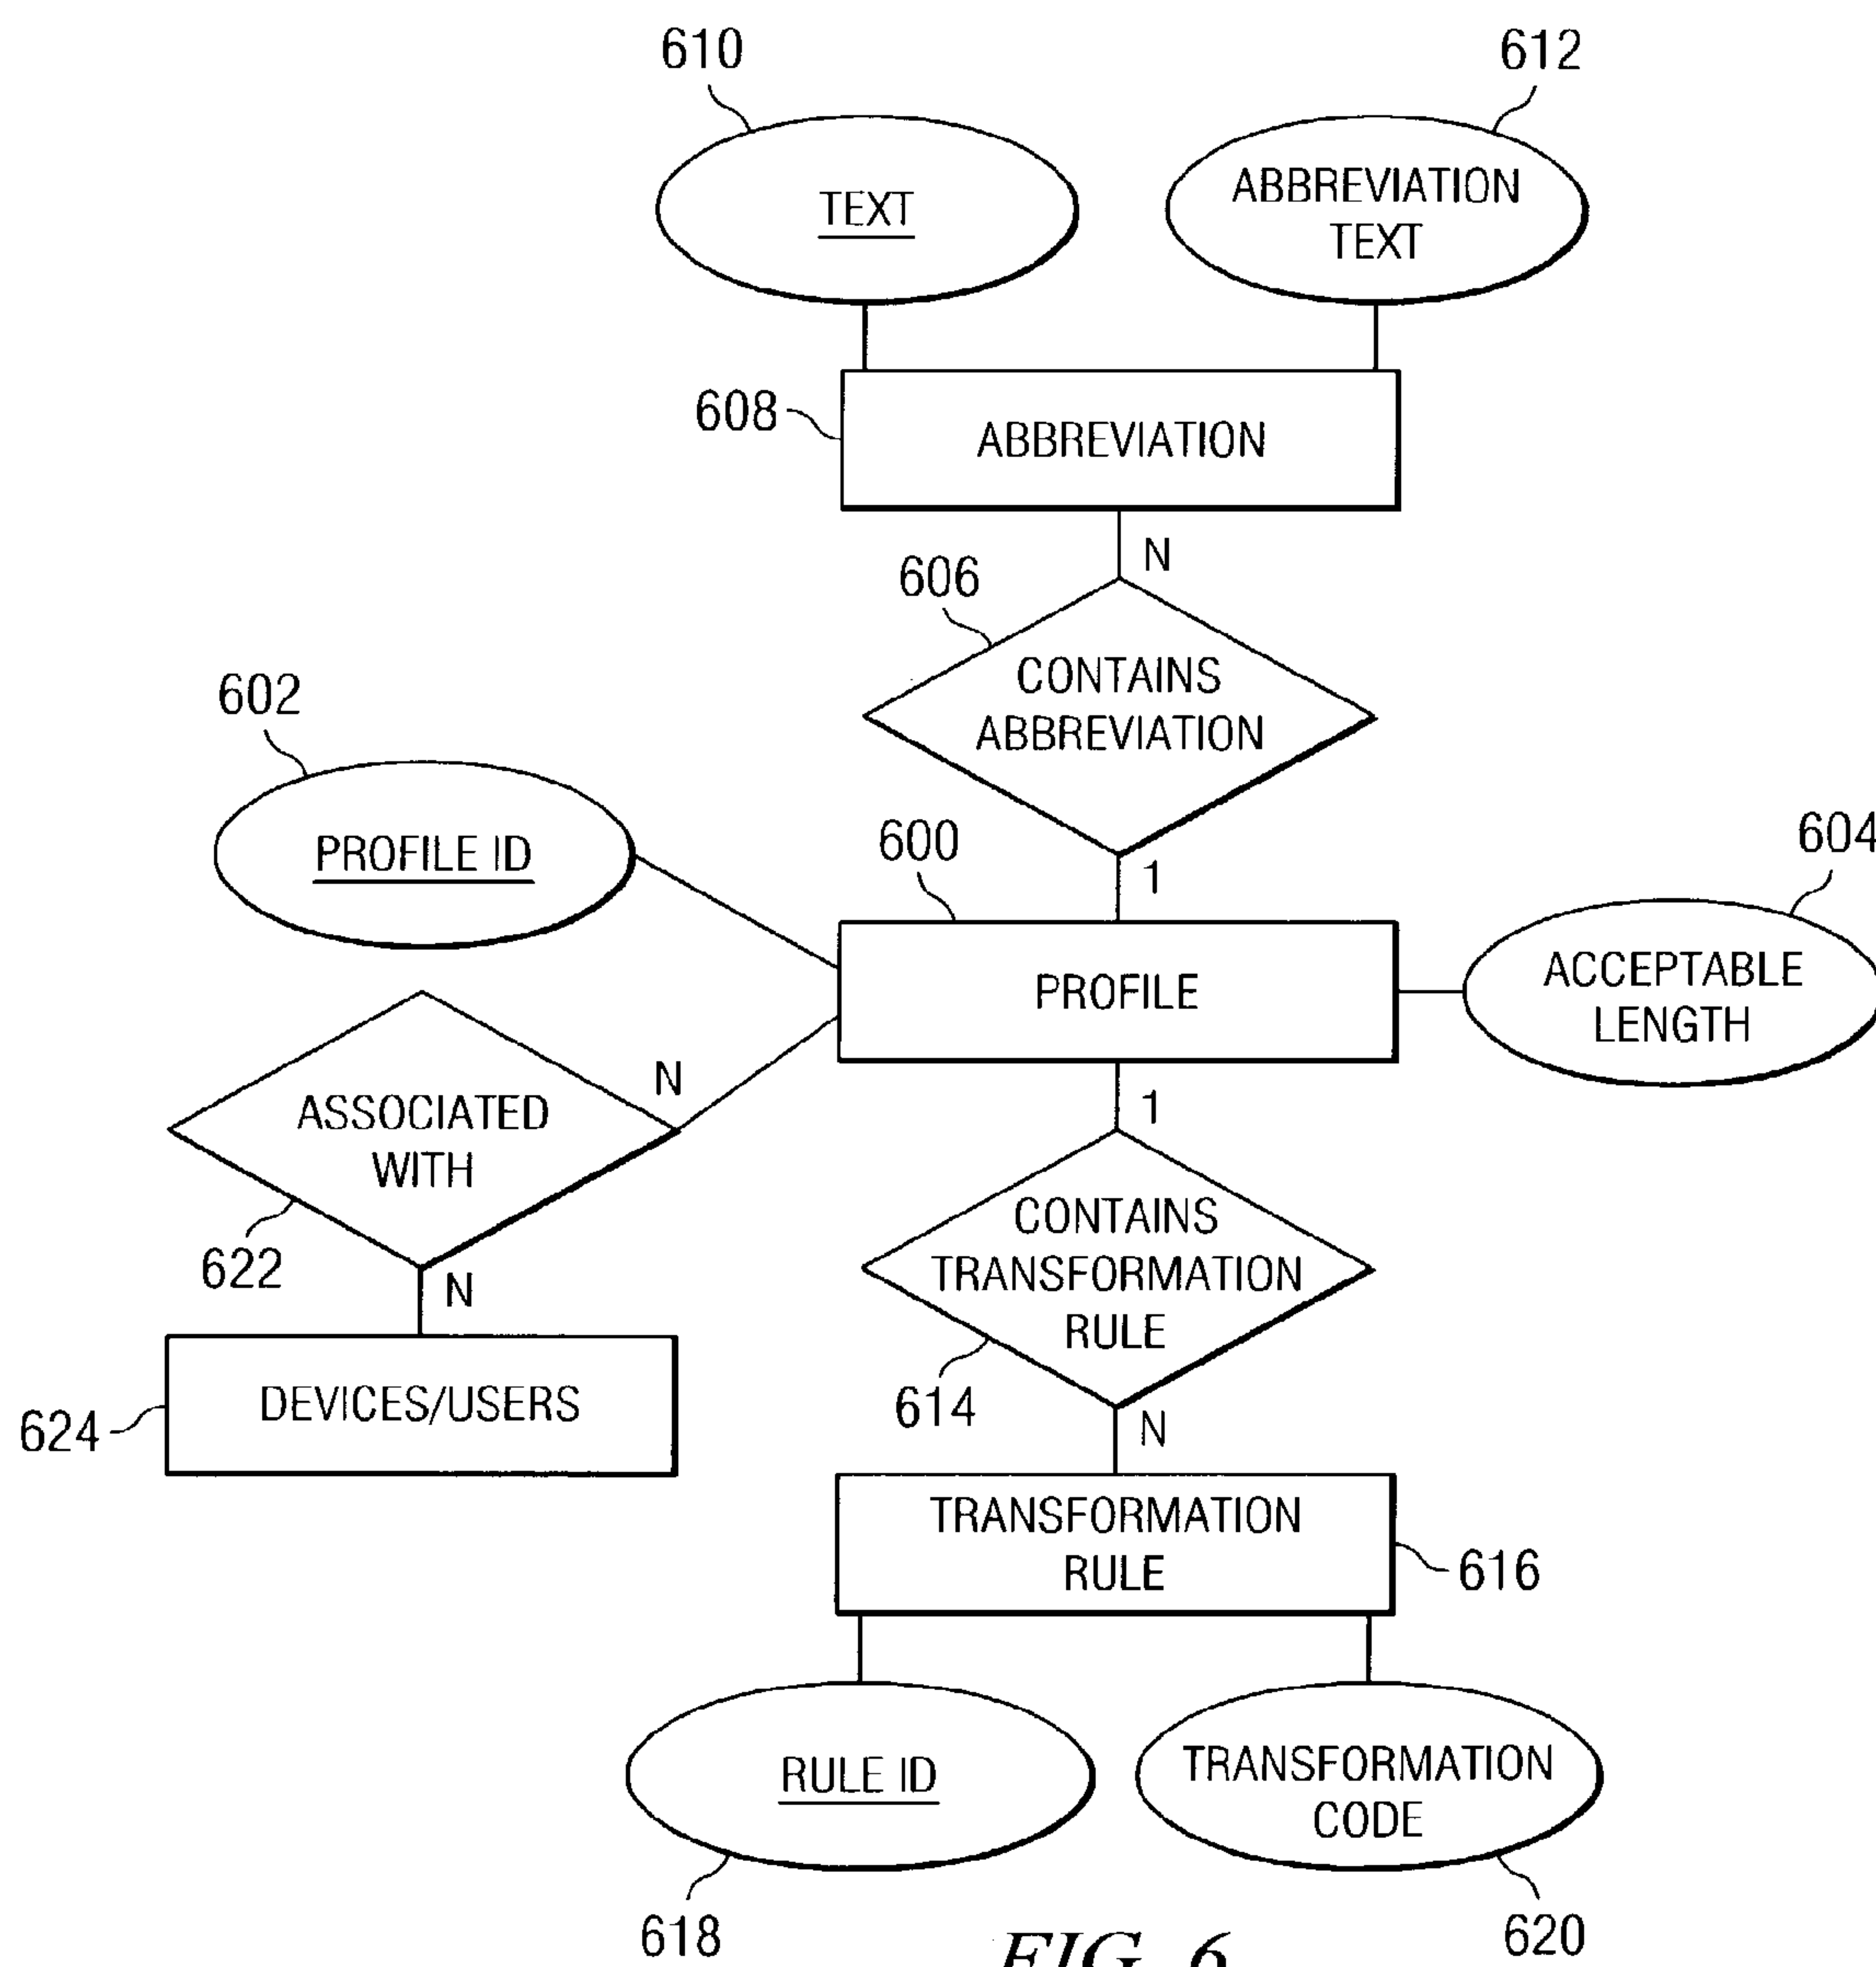 610
612
TEXT
ABBREVIATION
TEXT
608
ABBREVIATION
N
606
CONTAINS
ABBREVIATION
602
PROFILE ID
600
1
604
PROFILE
ACCEPTABLE
LENGTH
N
1
ASSOCIATED
WITH
622
CONTAINS
TRANSFORMATION
RULE
N
614
N
DEVICES/USERS
624
TRANSFORMATION
RULE
616
RULE ID
TRANSFORMATION
CODE
618
620
FIG. 6